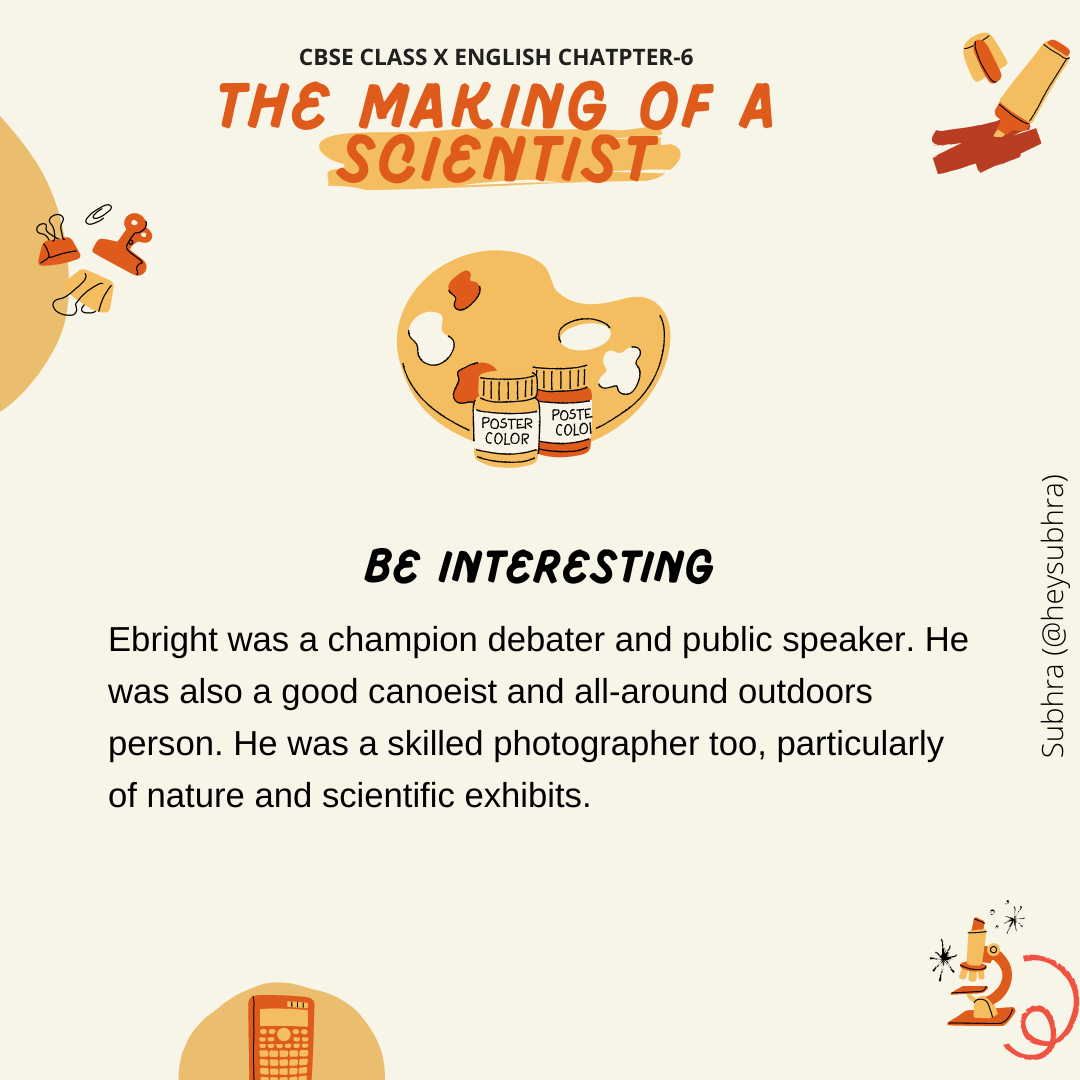 CBSE CLASS X ENGLISH CHATPTER-6
THE MAKING OF A
SCIENTIST
POSTER
COLOR
POSTE
COLO
BE INTERESTING
Ebright was a champion debater and public speaker. He
was also a good canoeist and all-around outdoors
person. He was a skilled photographer too, particularly
of nature and scientific exhibits.
Subhra (@heysubhra)